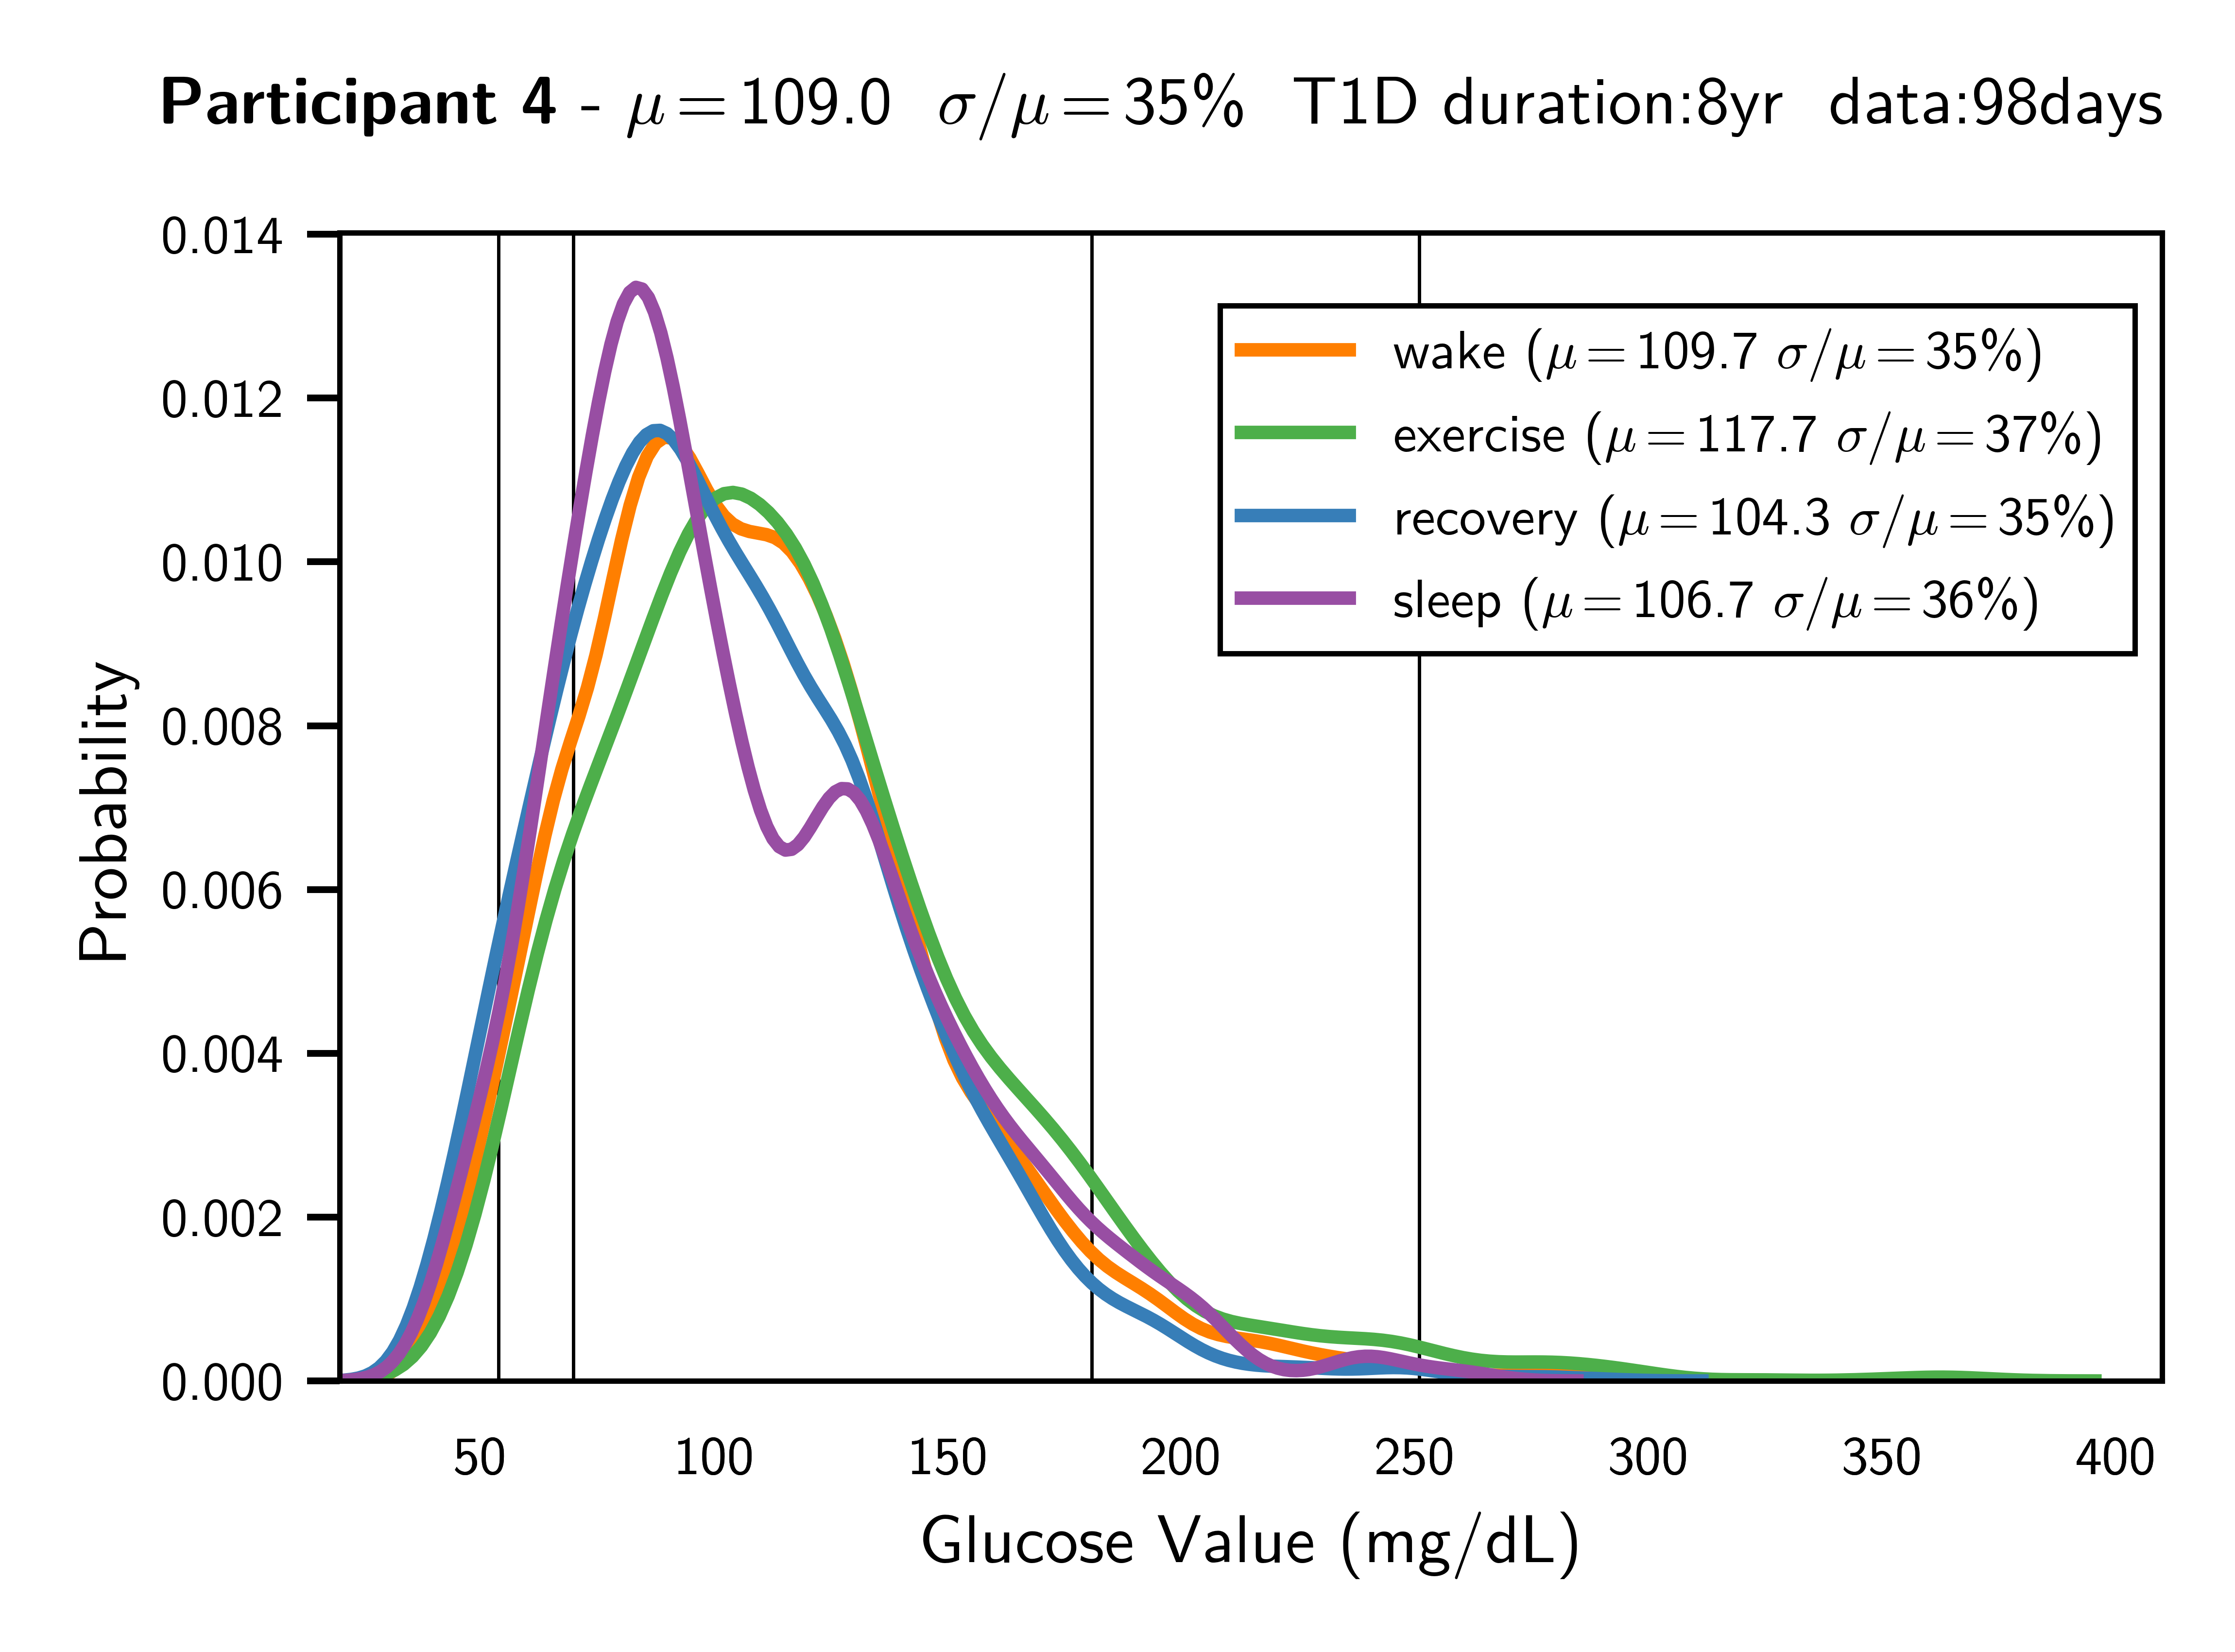 Participant 4 - μ=109.0 σ/μ=35% T1D duration:8yr data:98days
0.014
0.012
0.010
0.008
0.006
0.004
0.002
0.000
Probability
wake (μ=109.7 σ/μ=35%)
exercise (μ=117.7 σ/μ=37%)
recovery (μ=104.3 σ/μ=35%)
sleep (μ=106.7 σ/μ=36%)
50 100 150 200 250 300 350 400
Glucose Value (mg/dL)